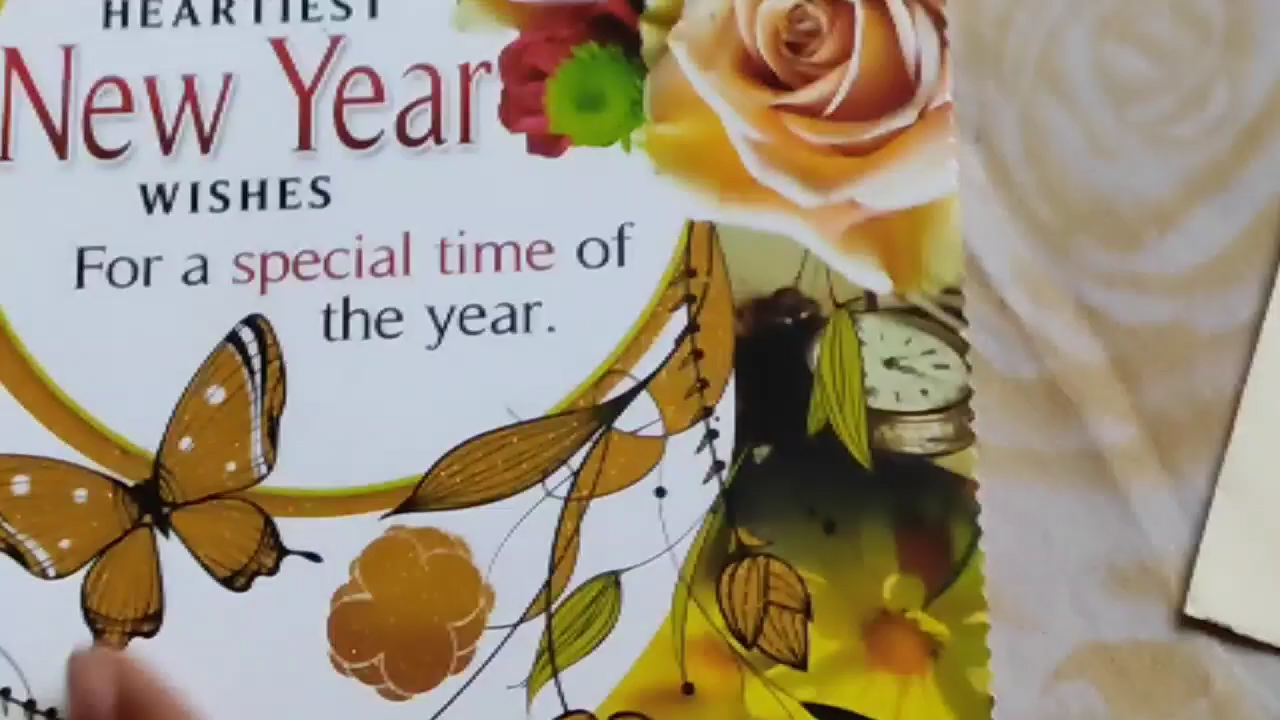 HEARTIEST
New Year
WISHES
For a special time of
the year.